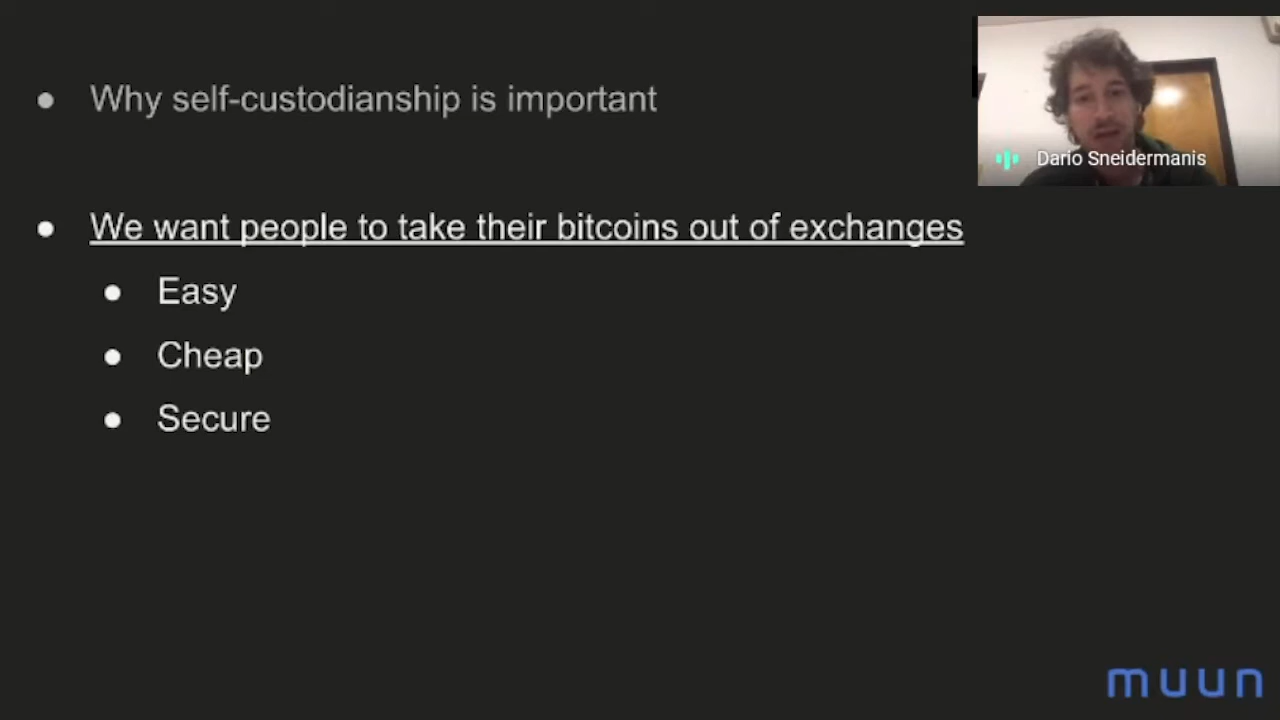 Why self-custodianship is important
Darío Sneidermanis
We want people to take their bitcoins out of exchanges
Easy
Cheap
Secure
muun